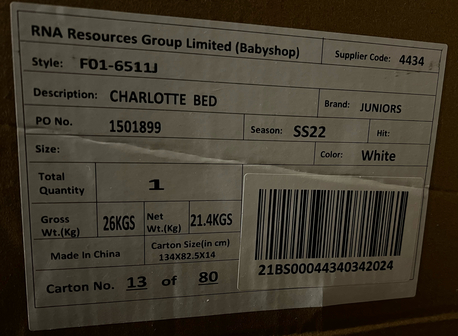 RNA Resources Group Limited (Babyshop) Supplier Code: 4434
Style: F01-6511J
Description: CHARLOTTE BED Brand: JUNIORS
PO No. 1501899 Season: SS22 Hit:
Size: Color: White
Total Quantity 1
Gross Wt.(Kg) 26KGS Net Wt.(Kg) 21.4KGS
Made In China Carton Size(in cm) 134X82.5X14
Carton No. 13 of 80
21BS00044340342024